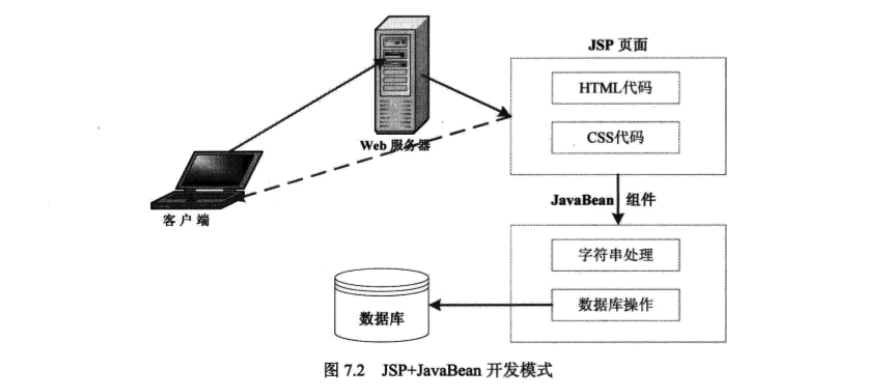 JSP 页面
HTML代码
CSS代码
Web 服务器
客 户 端
JavaBean 组件
字符串处理
数据库操作
数据库
图 7.2 JSP+JavaBean 开发模式